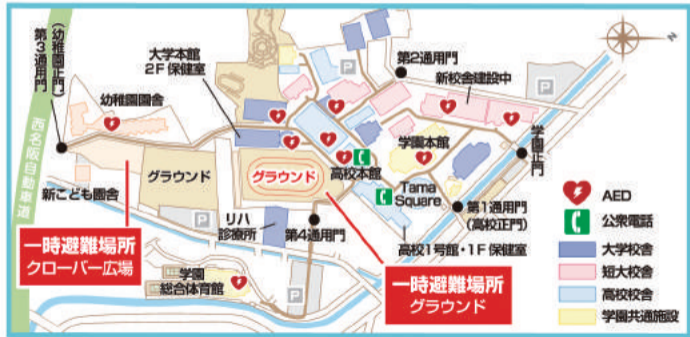 (幼稚園正門)
第3通用門
西名阪自動車道
幼稚園園舎
新こども園舎
グラウンド
一時避難場所
クローバー広場
大学本館
2F 保健室
グラウンド
リハ
診療所
第4通用門
学園
総合体育館
P
P
P
P
第2通用門
新校舎建設中
学園本館
高校本館
Tama
Square
学園正門
第1通用門
(高校正門)
高校1号館・1F 保健室
一時避難場所
グラウンド
N
AED
公衆電話
大学校舎
短大校舎
高校校舎
学園共通施設